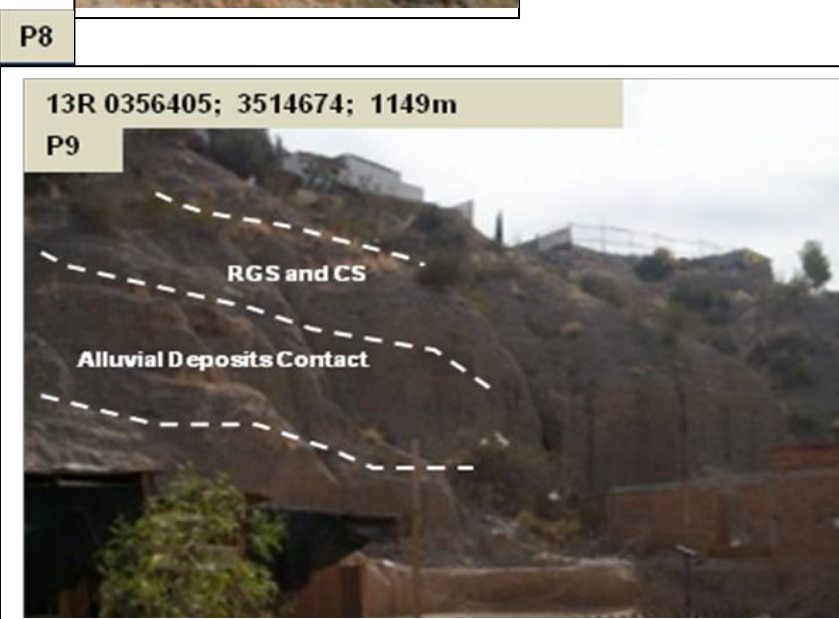 P8
13R 0356405; 3514674; 1149m
P9
RGS and CS
Alluvial Deposits Contact